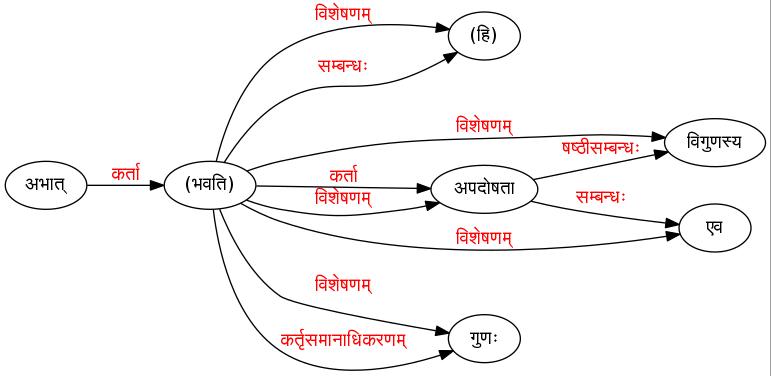 विशेषणम्
(हि)
सम्बन्धः
विशेषणम्
विगुणस्य
षष्ठीसम्बन्धः
अभात्
कर्ता
(भवति)
कर्ता
अपदोषता
विशेषणम्
सम्बन्धः
एव
विशेषणम्
विशेषणम्
गुणः
कर्तृसमानाधिकरणम्